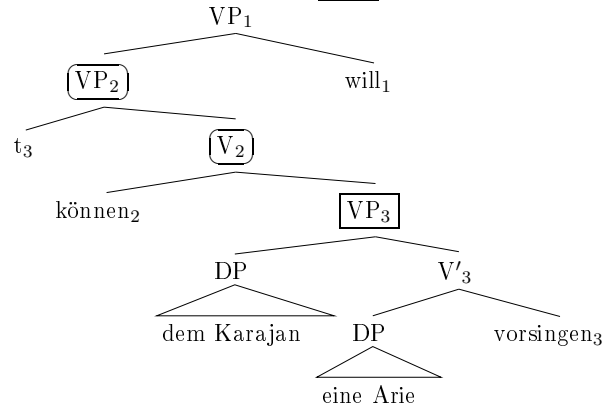 VP₁
VP₂ will₁
t₃ V₂
können₂ VP₃
DP V′₃
dem Karajan DP vorsingen₃
eine Arie